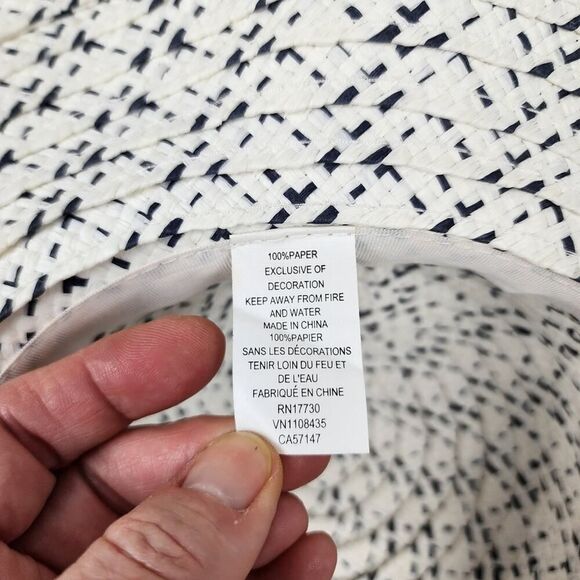 100%PAPER
EXCLUSIVE OF
DECORATION
KEEP AWAY FROM FIRE
AND WATER
MADE IN CHINA
100%PAPIER
SANS LES DÉCORATIONS
TENIR LOIN DU FEU ET
DE L'EAU
FABRIQUÉ EN CHINE
RN17730
VN1108435
CA57147